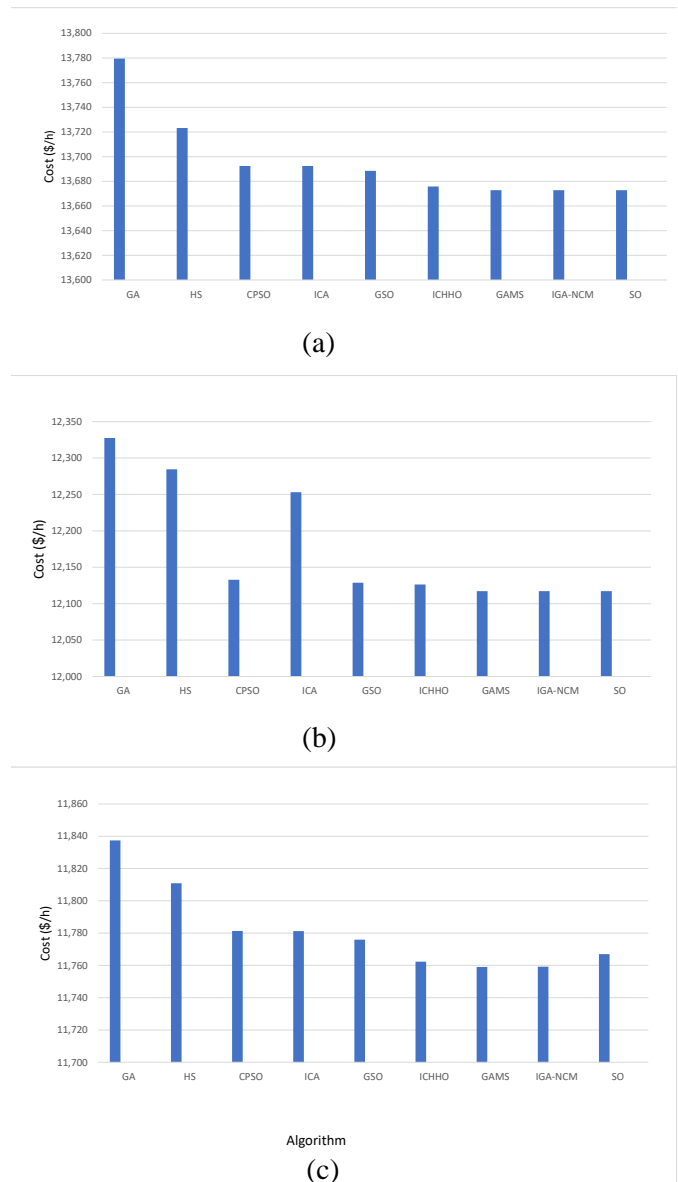 13,800
13,780
13,760
13,740
13,720
13,700
13,680
13,660
13,640
13,620
13,600
Cost ($/h)
GA HS CPSO ICA GSO ICHHO GAMS IGA-NCM SO
(a)
12,350
12,300
12,250
12,200
12,150
12,100
12,050
12,000
Cost ($/h)
GA HS CPSO ICA GSO ICHHO GAMS IGA-NCM SO
(b)
11,860
11,840
11,820
11,800
11,780
11,760
11,740
11,720
11,700
Cost ($/h)
GA HS CPSO ICA GSO ICHHO GAMS IGA-NCM SO
Algorithm
(c)